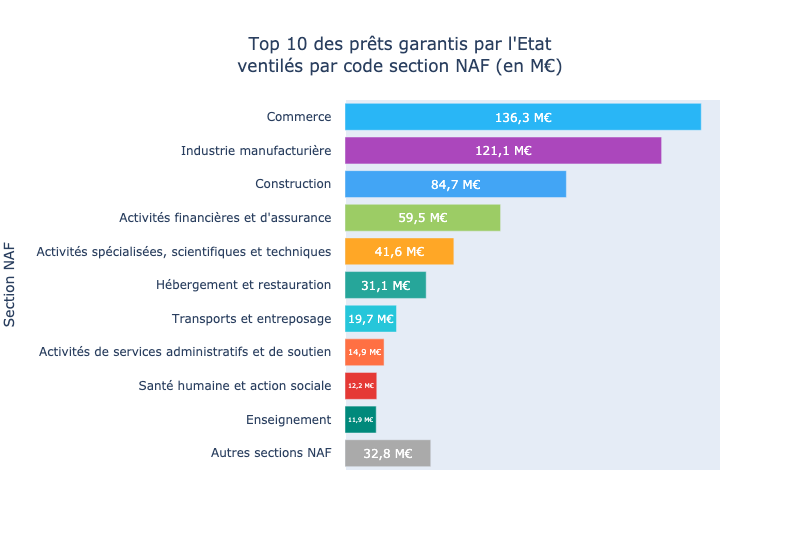 Top 10 des prêts garantis par l'Etat
ventilés par code section NAF (en M€)
Section NAF
Commerce 136,3 M€
Industrie manufacturière 121,1 M€
Construction 84,7 M€
Activités financières et d'assurance 59,5 M€
Activités spécialisées, scientifiques et techniques 41,6 M€
Hébergement et restauration 31,1 M€
Transports et entreposage 19,7 M€
Activités de services administratifs et de soutien 14,9 M€
Santé humaine et action sociale 12,2 M€
Enseignement 11,9 M€
Autres sections NAF 32,8 M€